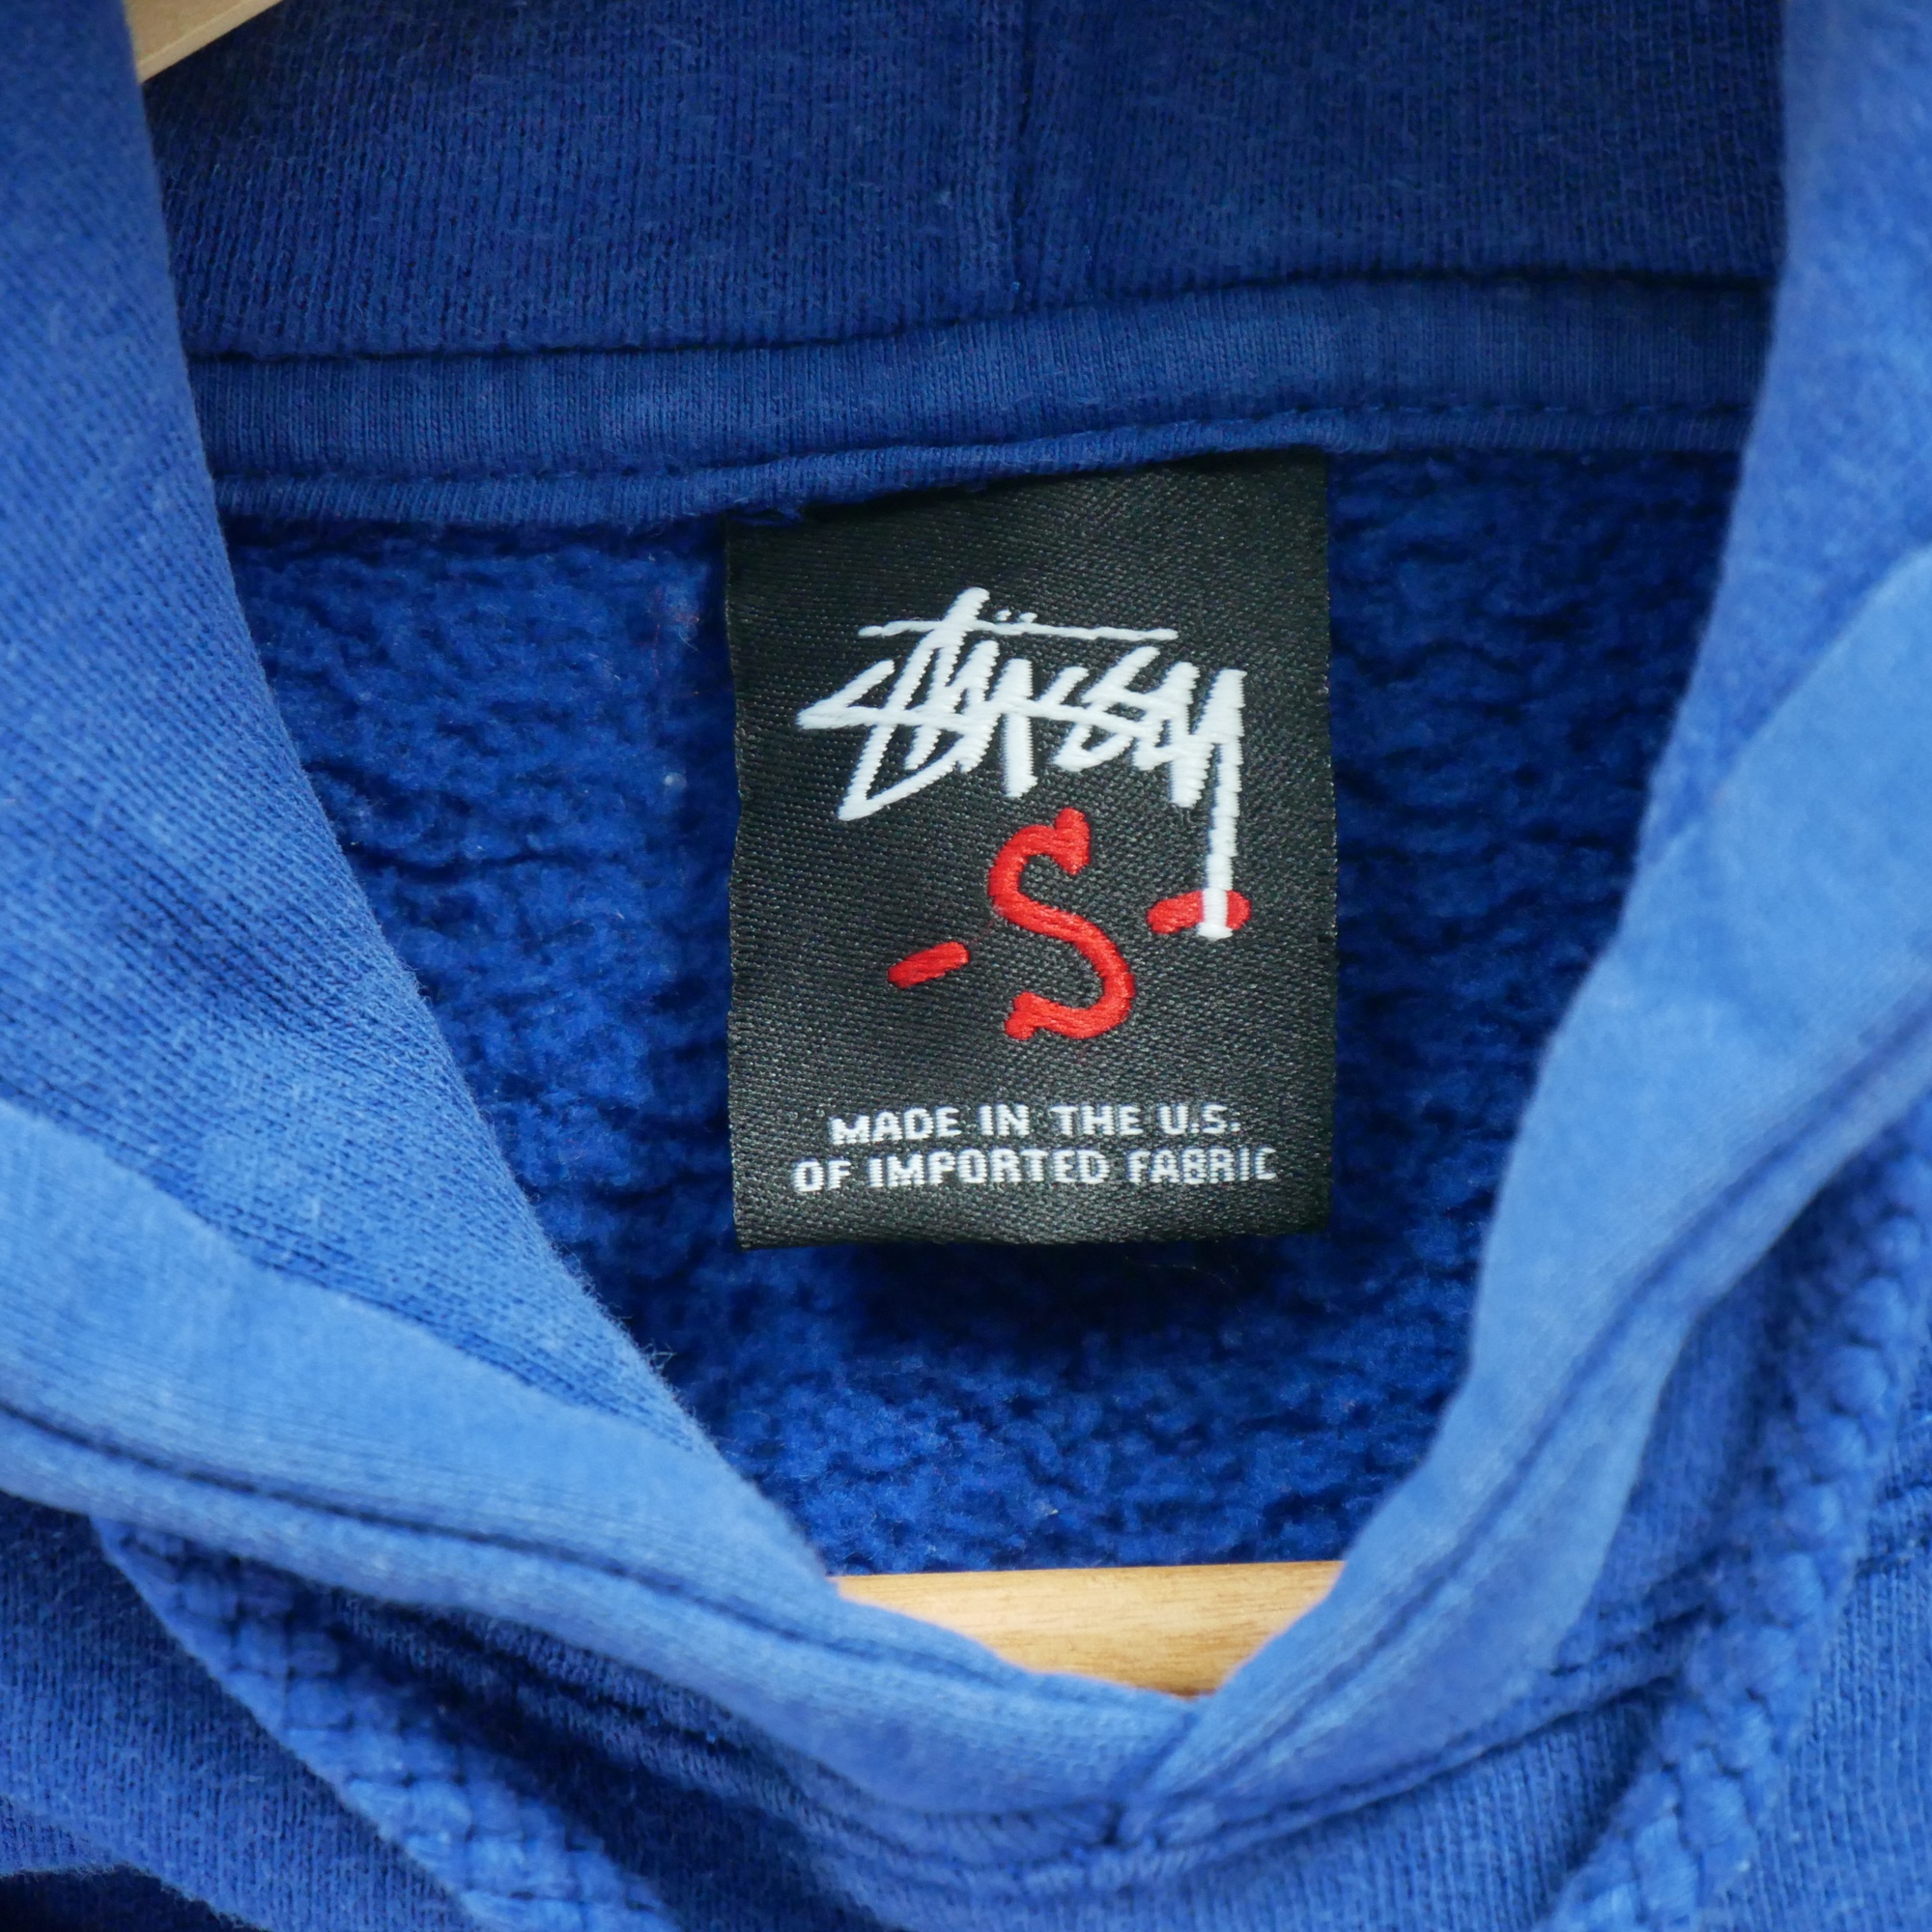 Stüssy
-S-
MADE IN THE U.S.
OF IMPORTED FABRIC